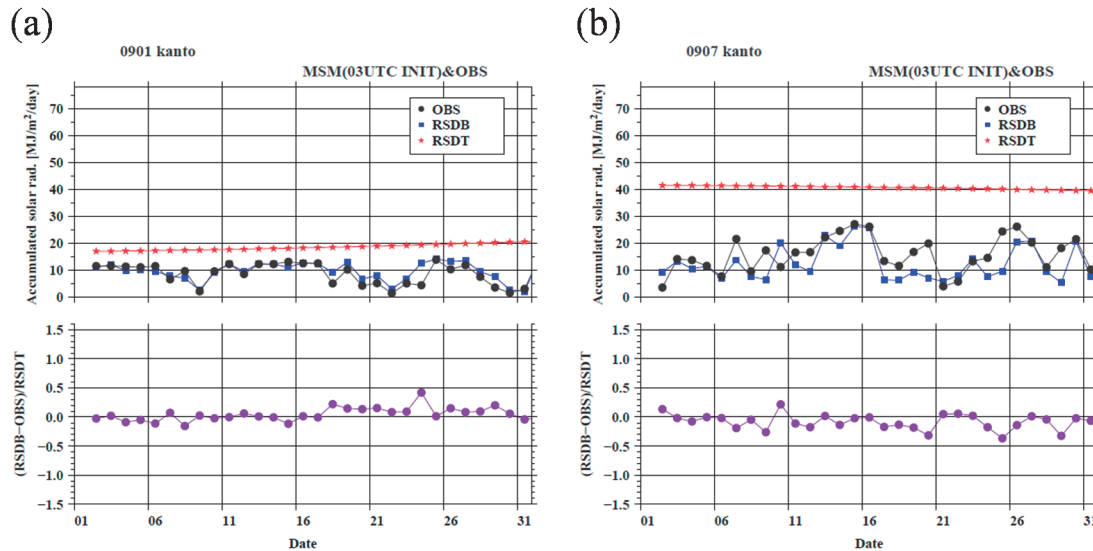 (a)
0901 kanto
MSM(03UTC INIT)&OBS
Accumulated solar rad. [MJ/m²/day]
70
60
50
40
30
20
10
0
OBS
RSDB
RSDT
(RSDB−OBS)/RSDT
1.5
1.0
0.5
0.0
−0.5
−1.0
−1.5
01 06 11 16 21 26 31
Date
(b)
0907 kanto
MSM(03UTC INIT)&OBS
Accumulated solar rad. [MJ/m²/day]
70
60
50
40
30
20
10
0
OBS
RSDB
RSDT
(RSDB−OBS)/RSDT
1.5
1.0
0.5
0.0
−0.5
−1.0
−1.5
01 06 11 16 21 26 31
Date